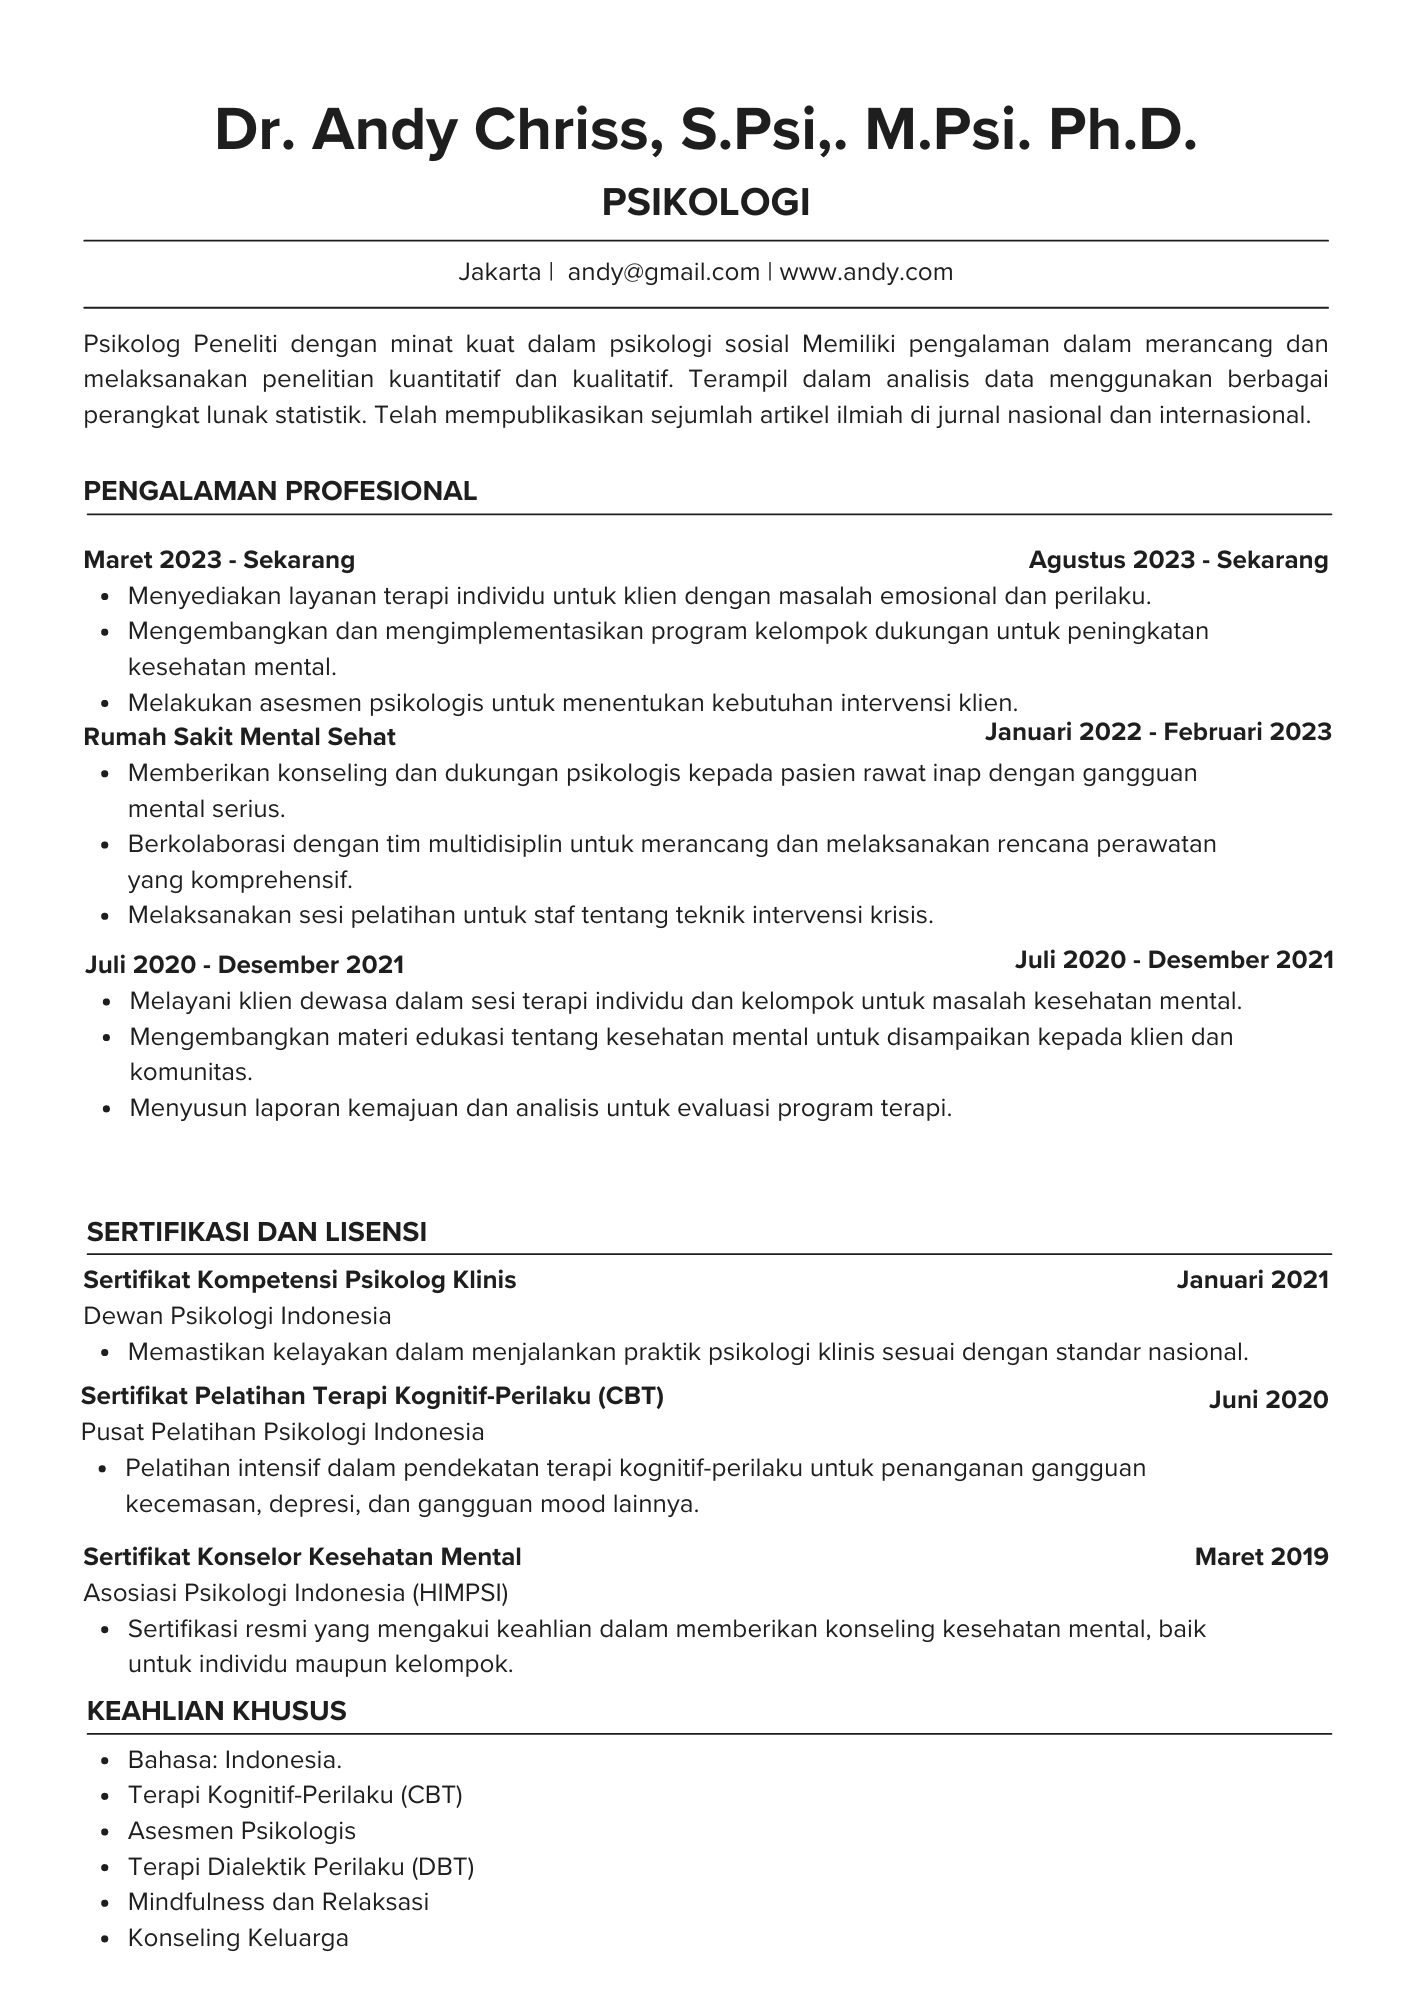 Dr. Andy Chriss, S.Psi,. M.Psi. Ph.D.
PSIKOLOGI
Jakarta | andy@gmail.com | www.andy.com
Psikolog Peneliti dengan minat kuat dalam psikologi sosial Memiliki pengalaman dalam merancang dan
melaksanakan penelitian kuantitatif dan kualitatif. Terampil dalam analisis data menggunakan berbagai
perangkat lunak statistik. Telah mempublikasikan sejumlah artikel ilmiah di jurnal nasional dan internasional.
PENGALAMAN PROFESIONAL
Maret 2023 - Sekarang Agustus 2023 - Sekarang
• Menyediakan layanan terapi individu untuk klien dengan masalah emosional dan perilaku.
• Mengembangkan dan mengimplementasikan program kelompok dukungan untuk peningkatan
kesehatan mental.
• Melakukan asesmen psikologis untuk menentukan kebutuhan intervensi klien.
Rumah Sakit Mental Sehat Januari 2022 - Februari 2023
• Memberikan konseling dan dukungan psikologis kepada pasien rawat inap dengan gangguan
mental serius.
• Berkolaborasi dengan tim multidisiplin untuk merancang dan melaksanakan rencana perawatan
yang komprehensif.
• Melaksanakan sesi pelatihan untuk staf tentang teknik intervensi krisis.
Juli 2020 - Desember 2021 Juli 2020 - Desember 2021
• Melayani klien dewasa dalam sesi terapi individu dan kelompok untuk masalah kesehatan mental.
• Mengembangkan materi edukasi tentang kesehatan mental untuk disampaikan kepada klien dan
komunitas.
• Menyusun laporan kemajuan dan analisis untuk evaluasi program terapi.
SERTIFIKASI DAN LISENSI
Sertifikat Kompetensi Psikolog Klinis Januari 2021
Dewan Psikologi Indonesia
• Memastikan kelayakan dalam menjalankan praktik psikologi klinis sesuai dengan standar nasional.
Sertifikat Pelatihan Terapi Kognitif-Perilaku (CBT) Juni 2020
Pusat Pelatihan Psikologi Indonesia
• Pelatihan intensif dalam pendekatan terapi kognitif-perilaku untuk penanganan gangguan
kecemasan, depresi, dan gangguan mood lainnya.
Sertifikat Konselor Kesehatan Mental Maret 2019
Asosiasi Psikologi Indonesia (HIMPSI)
• Sertifikasi resmi yang mengakui keahlian dalam memberikan konseling kesehatan mental, baik
untuk individu maupun kelompok.
KEAHLIAN KHUSUS
• Bahasa: Indonesia.
• Terapi Kognitif-Perilaku (CBT)
• Asesmen Psikologis
• Terapi Dialektik Perilaku (DBT)
• Mindfulness dan Relaksasi
• Konseling Keluarga